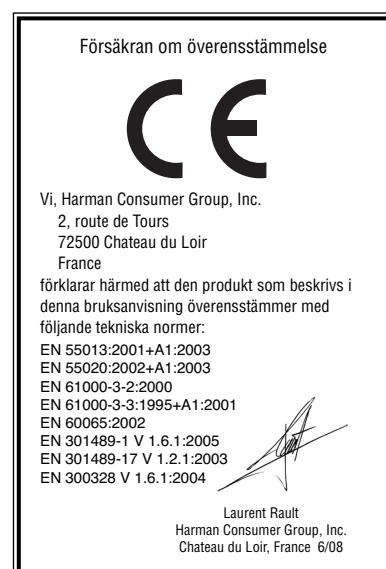 Försäkran om överensstämmelse
CE
Vi, Harman Consumer Group, Inc.
2, route de Tours
72500 Chateau du Loir
France
förklarar härmed att den produkt som beskrivs i
denna bruksanvisning överensstämmer med
följande tekniska normer:
EN 55013:2001+A1:2003
EN 55020:2002+A1:2003
EN 61000-3-2:2000
EN 61000-3-3:1995+A1:2001
EN 60065:2002
EN 301489-1 V 1.6.1:2005
EN 301489-17 V 1.2.1:2003
EN 300328 V 1.6.1:2004
Laurent Rault
Harman Consumer Group, Inc.
Chateau du Loir, France 6/08